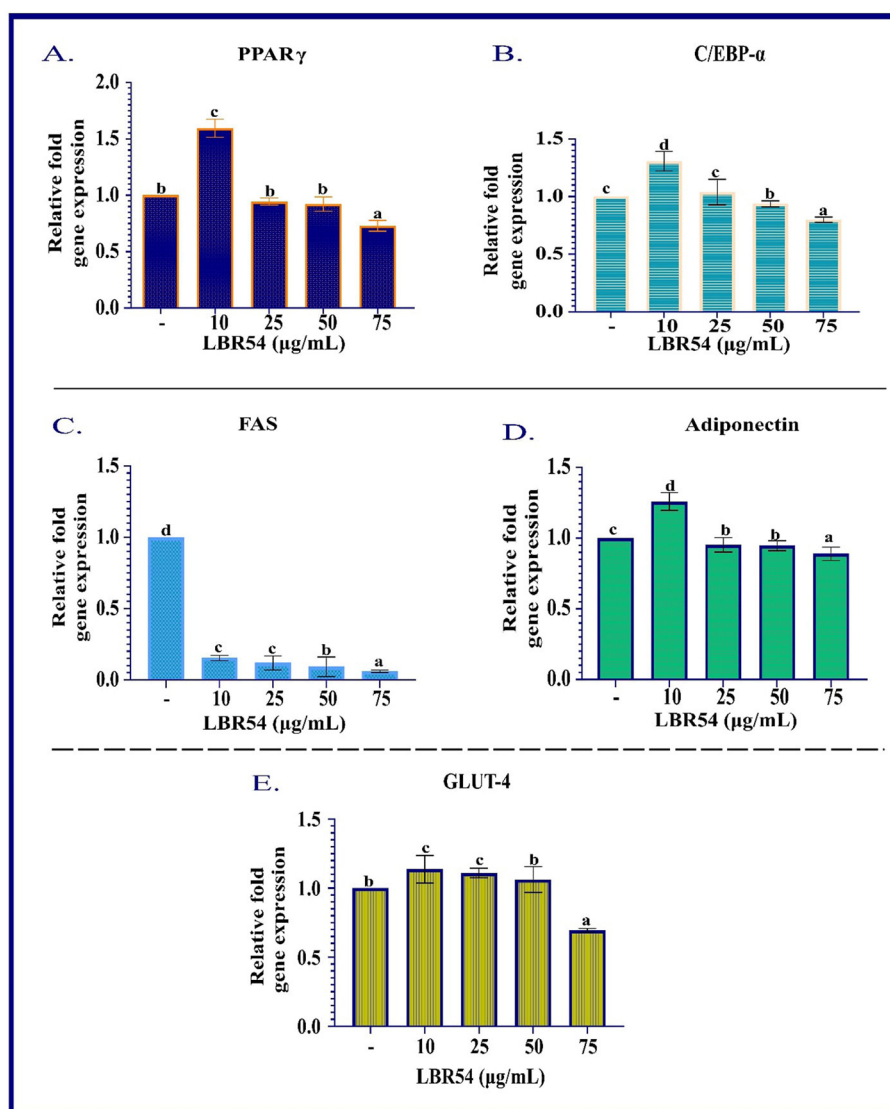 A.
PPARγ
Relative fold
gene expression
2.0
1.5
1.0
0.5
0.0
b
c
b
b
a
- 10 25 50 75
LBR54 (µg/mL)
B.
C/EBP-α
Relative fold
gene expression
1.5
1.0
0.5
0.0
c
d
c
b
a
- 10 25 50 75
LBR54 (µg/mL)
C.
FAS
Relative fold
gene expression
1.5
1.0
0.5
0.0
d
c
c
b
a
- 10 25 50 75
LBR54 (µg/mL)
D.
Adiponectin
Relative fold
gene expression
1.5
1.0
0.5
0.0
c
d
b
b
a
- 10 25 50 75
LBR54 (µg/mL)
E.
GLUT-4
Relative fold
gene expression
1.5
1.0
0.5
0.0
b
c
c
b
a
- 10 25 50 75
LBR54 (µg/mL)